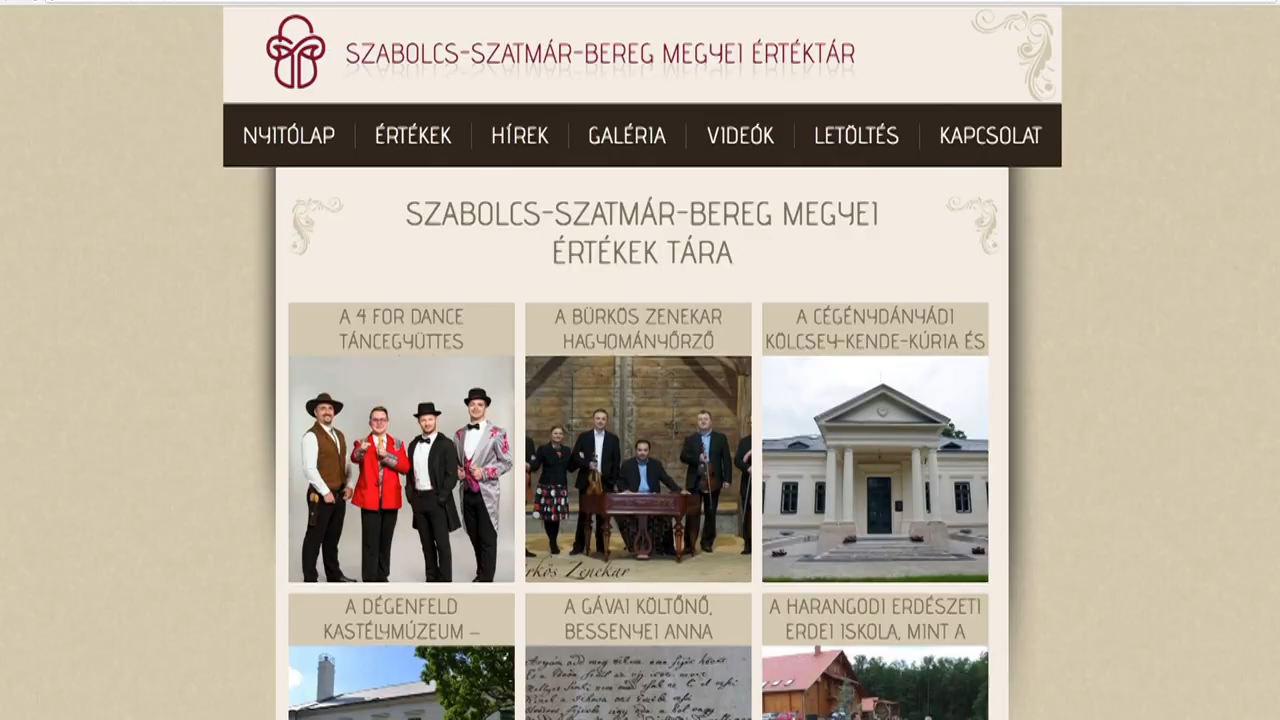 SZABOLCS-SZATMÁR-BEREG MEGYEI ÉRTÉKTÁR
NYITÓLAP ÉRTÉKEK HÍREK GALÉRIA VIDEÓK LETÖLTÉS KAPCSOLAT
SZABOLCS-SZATMÁR-BEREG MEGYEI
ÉRTÉKEK TÁRA
A 4 FOR DANCE
TÁNCEGYÜTTES
A BÜRKÖS ZENEKAR
HAGYOMÁNYŐRZŐ
A CÉGÉNYDÁNYÁDI
KÖLCSEY-KENDE-KÚRIA ÉS
rkös Zenekar
A DÉGENFELD
KASTÉLYMÚZEUM –
A GÁVAI KÖLTŐNŐ,
BESSENYEI ANNA
A HARANGODI ERDÉSZETI
ERDEI ISKOLA, MINT A